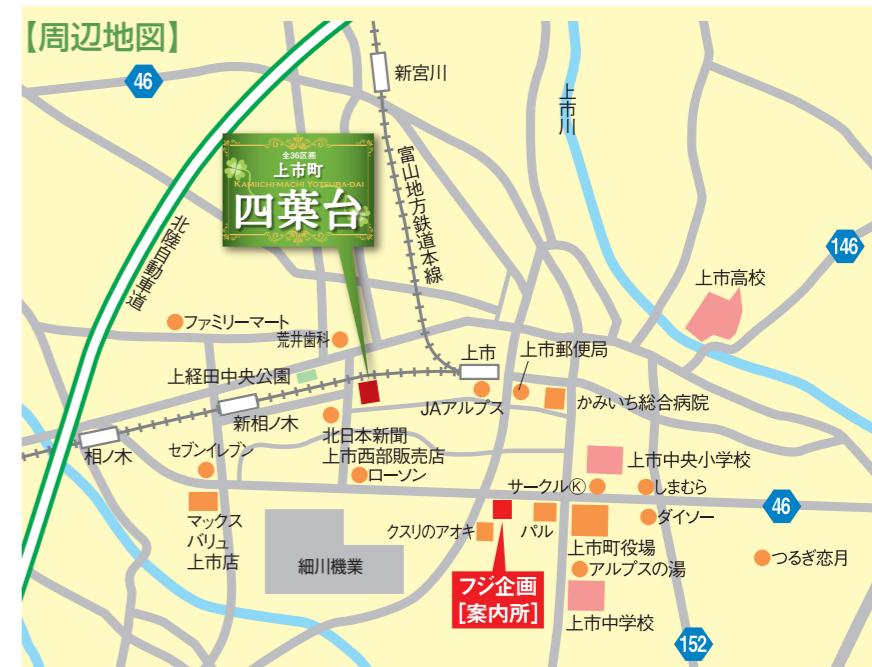 【周辺地図】
46
新宮川
上市川
全36区画
上市町
KAMIICHI-MACHI YOTSUBA-DAI
四葉台
富山地方鉄道本線
北陸自動車道
146
上市高校
ファミリーマート
荒井歯科
上市
上市郵便局
上経田中央公園
JAアルプス
かみいち総合病院
新相ノ木
北日本新聞
上市西部販売店
相ノ木
セブンイレブン
ローソン
上市中央小学校
サークルⓀ
しまむら
46
マックス
バリュ
上市店
クスリのアオキ
パル
ダイソー
上市町役場
つるぎ恋月
細川機業
アルプスの湯
フジ企画
[案内所]
上市中学校
152